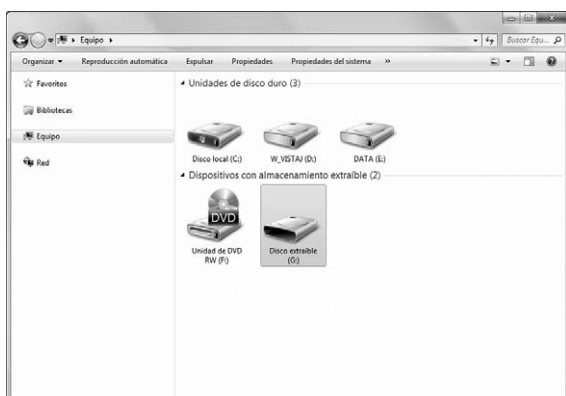 Equipo
Buscar Equ...
Organizar
Reproducción automática
Expulsar
Propiedades
Propiedades del sistema
»
Favoritos
Bibliotecas
Equipo
Red
Unidades de disco duro (3)
Disco local (C:)
W_VISTAJ (D:)
DATA (E:)
Dispositivos con almacenamiento extraíble (2)
DVD
Unidad de DVD
RW (F:)
Disco extraíble
(G:)